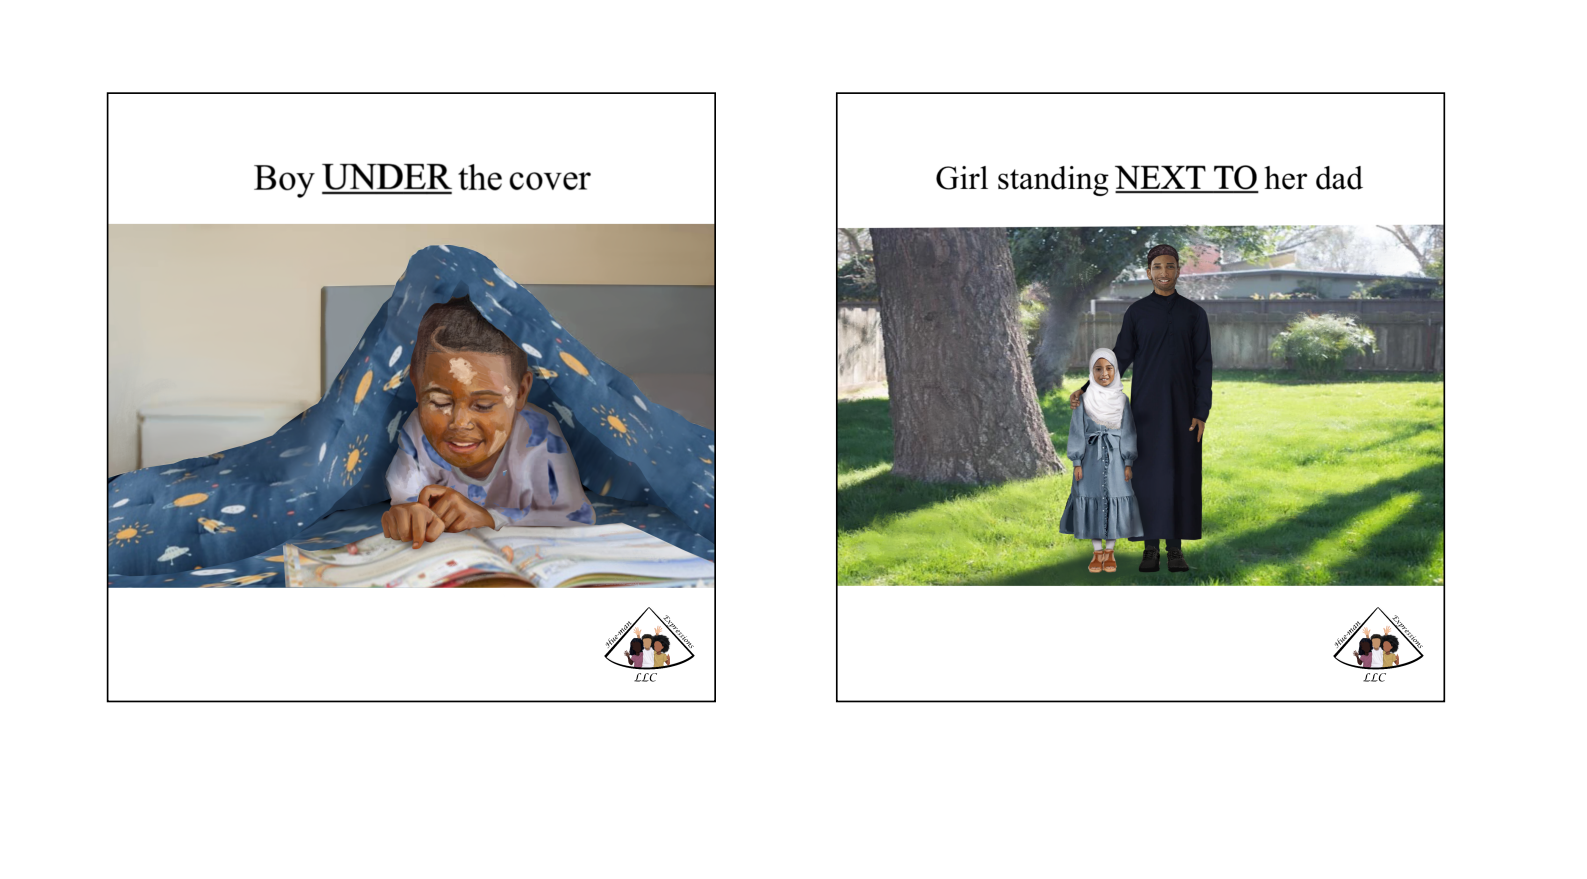 Boy UNDER the cover
Girl standing NEXT TO her dad
Hue-man Expressions
LLC
Hue-man Expressions
LLC